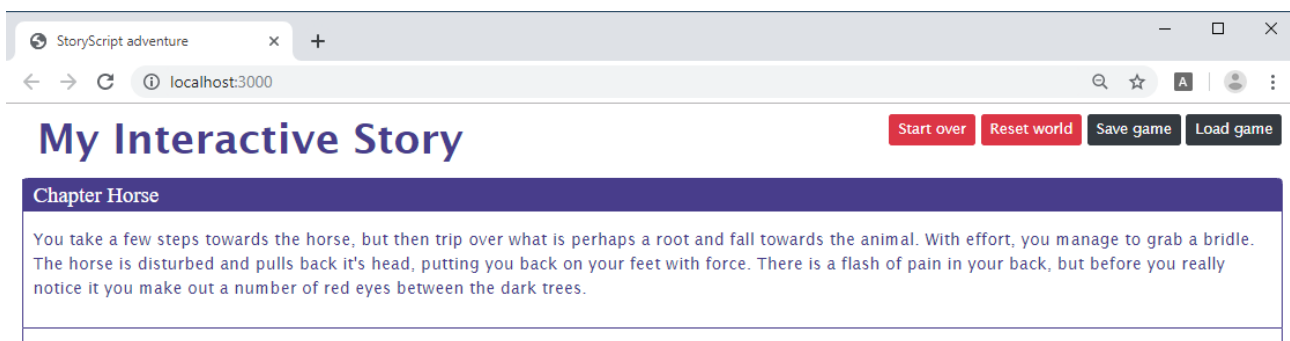 StoryScript adventure
localhost:3000
A
My Interactive Story
Start over Reset world Save game Load game
Chapter Horse
You take a few steps towards the horse, but then trip over what is perhaps a root and fall towards the animal. With effort, you manage to grab a bridle.
The horse is disturbed and pulls back it's head, putting you back on your feet with force. There is a flash of pain in your back, but before you really
notice it you make out a number of red eyes between the dark trees.